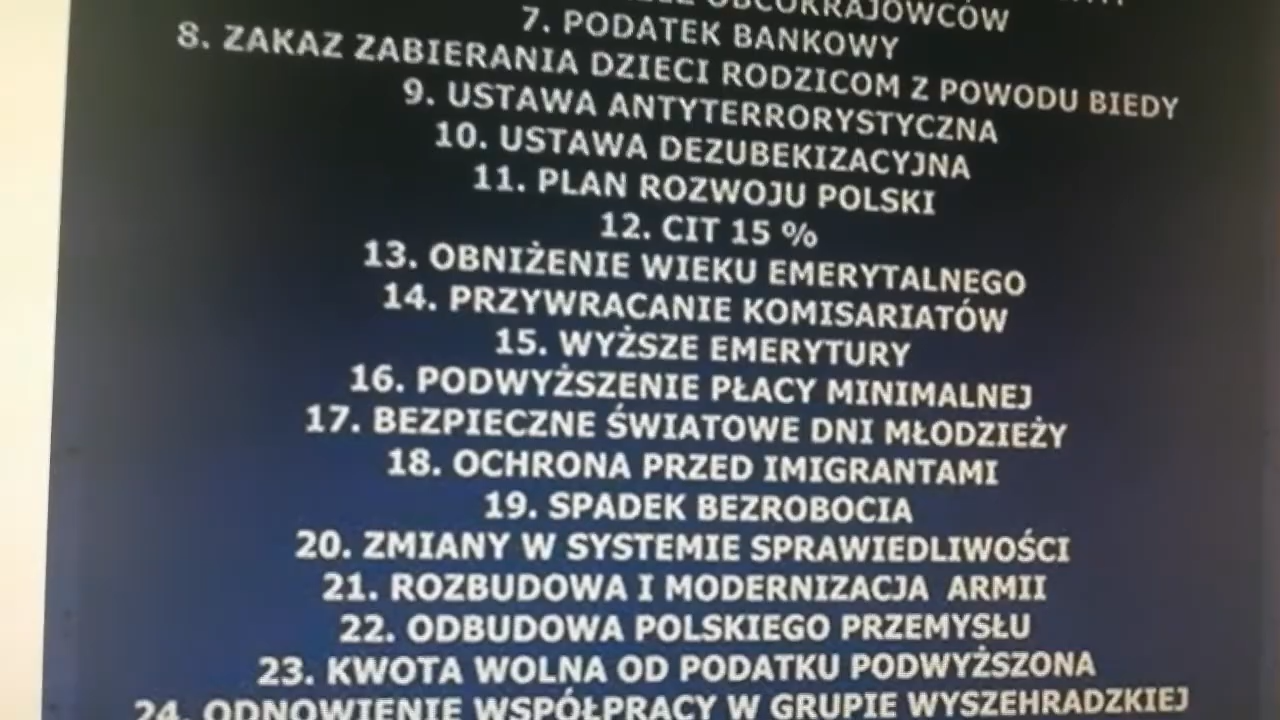 OBCOKRAJOWCÓW
7. PODATEK BANKOWY
8. ZAKAZ ZABIERANIA DZIECI RODZICOM Z POWODU BIEDY
9. USTAWA ANTYTERRORYSTYCZNA
10. USTAWA DEZUBEKIZACYJNA
11. PLAN ROZWOJU POLSKI
12. CIT 15 %
13. OBNIŻENIE WIEKU EMERYTALNEGO
14. PRZYWRACANIE KOMISARIATÓW
15. WYŻSZE EMERYTURY
16. PODWYŻSZENIE PŁACY MINIMALNEJ
17. BEZPIECZNE ŚWIATOWE DNI MŁODZIEŻY
18. OCHRONA PRZED IMIGRANTAMI
19. SPADEK BEZROBOCIA
20. ZMIANY W SYSTEMIE SPRAWIEDLIWOŚCI
21. ROZBUDOWA I MODERNIZACJA ARMII
22. ODBUDOWA POLSKIEGO PRZEMYSŁU
23. KWOTA WOLNA OD PODATKU PODWYŻSZONA
24. ODNOWIENIE WSPÓŁPRACY W GRUPIE WYSZEHRADZKIEJ